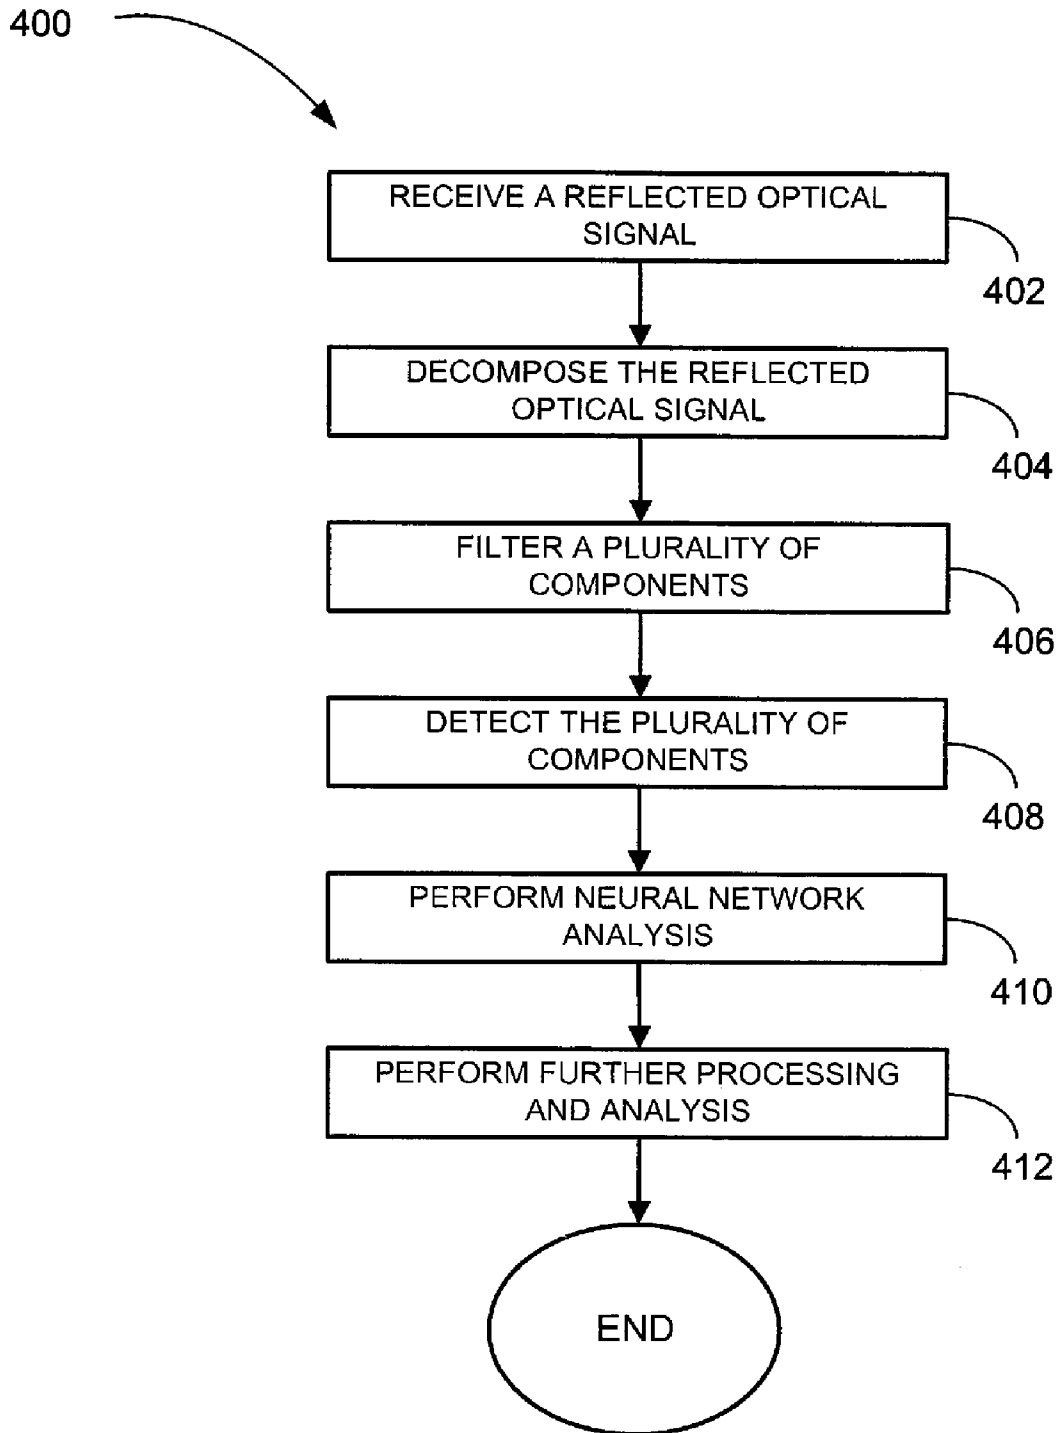 400
RECEIVE A REFLECTED OPTICAL
SIGNAL
402
DECOMPOSE THE REFLECTED
OPTICAL SIGNAL
404
FILTER A PLURALITY OF
COMPONENTS
406
DETECT THE PLURALITY OF
COMPONENTS
408
PERFORM NEURAL NETWORK
ANALYSIS
410
PERFORM FURTHER PROCESSING
AND ANALYSIS
412
END